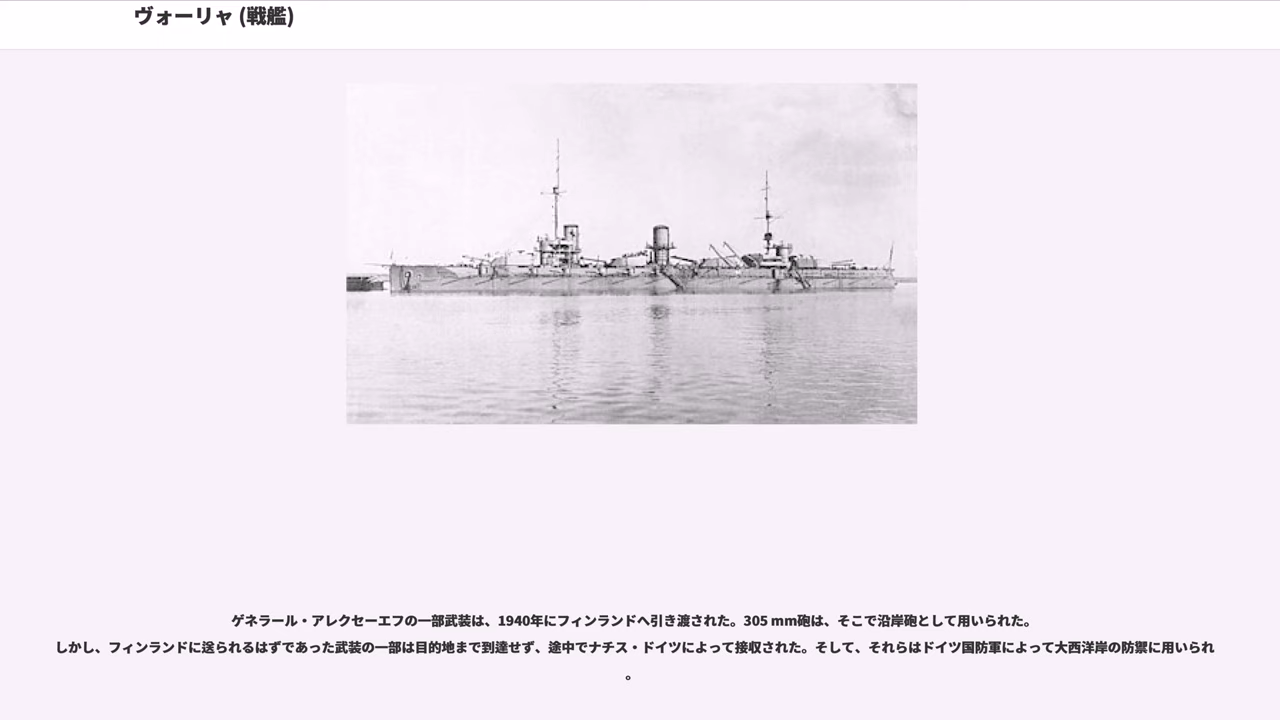 ヴォーリャ (戦艦)
ゲネラール・アレクセーエフの一部武装は、1940年にフィンランドへ引き渡された。305 mm砲は、そこで沿岸砲として用いられた。
しかし、フィンランドに送られるはずであった武装の一部は目的地まで到達せず、途中でナチス・ドイツによって接収された。そして、それらはドイツ国防軍によって大西洋岸の防禦に用いられ
。